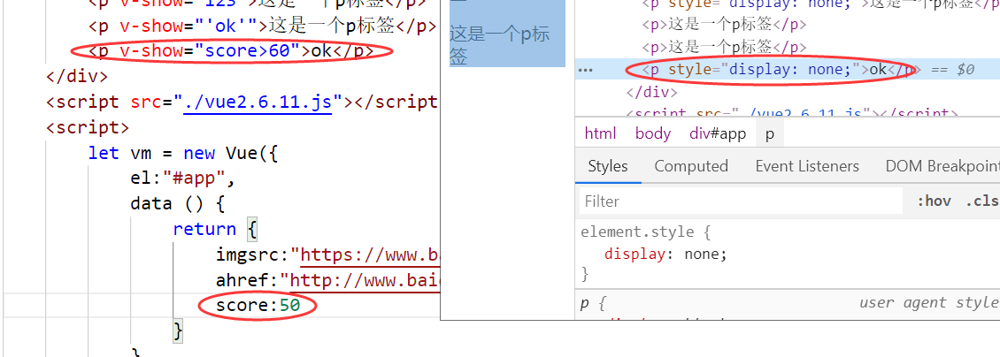 <p v-show="123">这是一个p标签</p>
<p v-show="'ok'">这是一个p标签</p>
<p v-show="score>60">ok</p>
</div>
<script src="./vue2.6.11.js"></script
<script>
let vm = new Vue({
el:"#app",
data () {
return {
imgsrc:"https://www.ba
ahref:"http://www.baid
score:50
}
}
这是一个p标
签
<p style="display: none;">这是一个p标签</p
<p>这是一个p标签</p>
<p>这是一个p标签</p>
••• <p style="display: none;">ok</p> == $0
</div>
<script src="./vue2.6.11.js"></script>
html body div#app p
Styles Computed Event Listeners DOM Breakpoint
Filter :hov .cls
element.style {
display: none;
}
p { user agent style